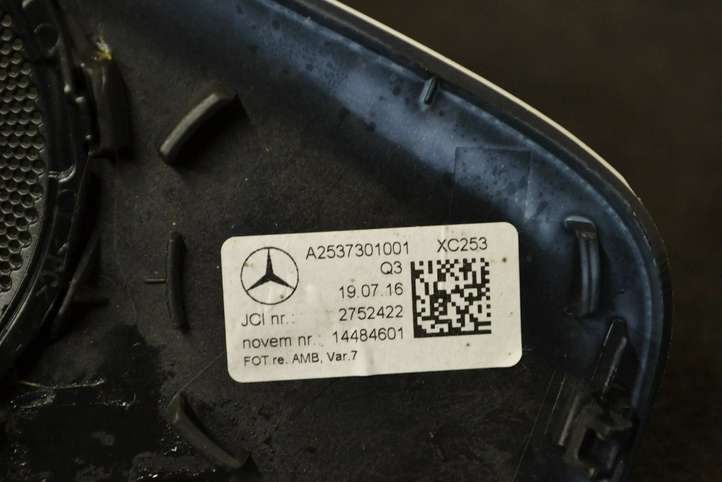 A2537301001 XC253
Q3
19.07.16
JCI nr.: 2752422
novem nr.: 14484601
FOT re. AMB, Var.7